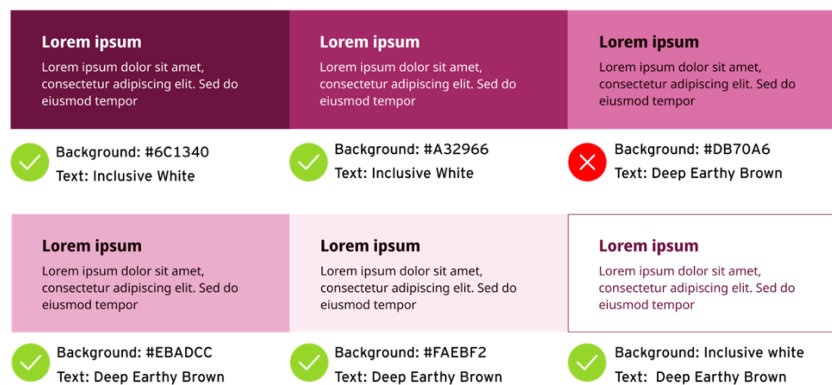 Lorem ipsum
Lorem ipsum dolor sit amet,
consectetur adipiscing elit. Sed do
eiusmod tempor
Background: #6C1340
Text: Inclusive White
Lorem ipsum
Lorem ipsum dolor sit amet,
consectetur adipiscing elit. Sed do
eiusmod tempor
Background: #A32966
Text: Inclusive White
Lorem ipsum
Lorem ipsum dolor sit amet,
consectetur adipiscing elit. Sed do
eiusmod tempor
Background: #DB70A6
Text: Deep Earthy Brown
Lorem ipsum
Lorem ipsum dolor sit amet,
consectetur adipiscing elit. Sed do
eiusmod tempor
Background: #EBADCC
Text: Deep Earthy Brown
Lorem ipsum
Lorem ipsum dolor sit amet,
consectetur adipiscing elit. Sed do
eiusmod tempor
Background: #FAEBF2
Text: Deep Earthy Brown
Lorem ipsum
Lorem ipsum dolor sit amet,
consectetur adipiscing elit. Sed do
eiusmod tempor
Background: Inclusive white
Text: Deep Earthy Brown